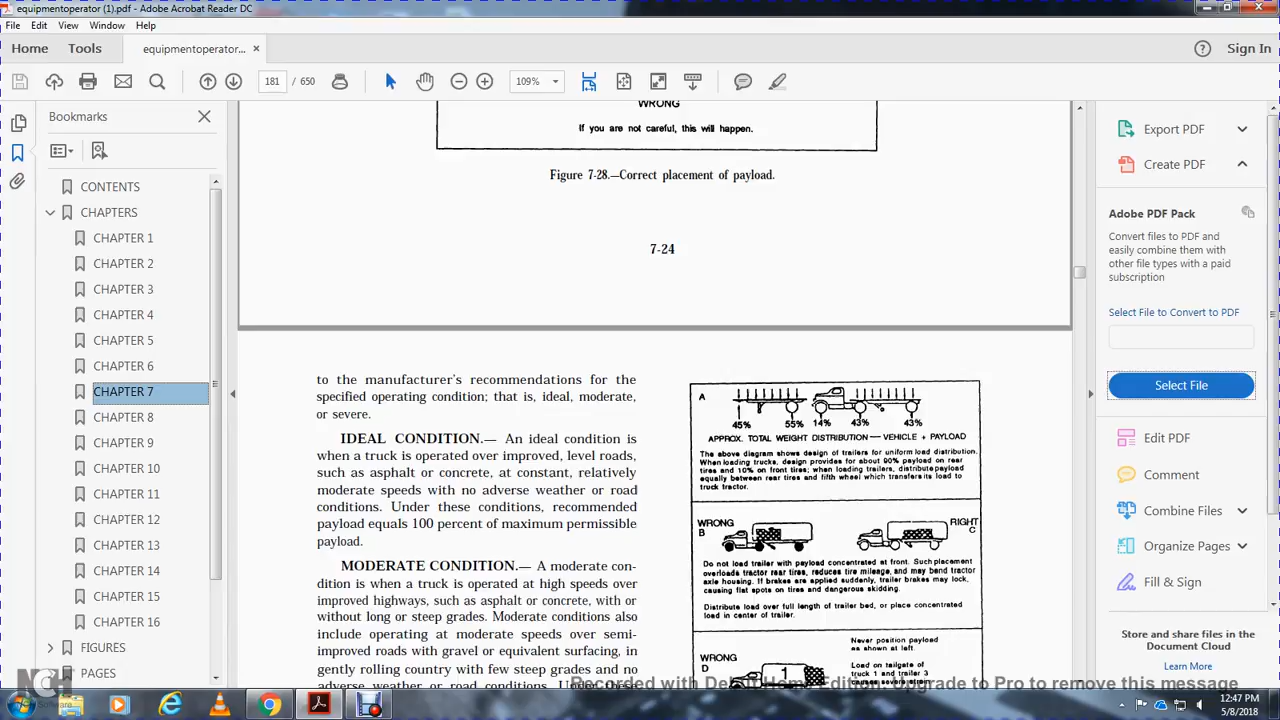 equipmentoperator (1).pdf - Adobe Acrobat Reader DC
File Edit View Window Help
Home Tools equipmentoperator... × Sign In
181 / 650 109%
Bookmarks
CONTENTS
CHAPTERS
CHAPTER 1
CHAPTER 2
CHAPTER 3
CHAPTER 4
CHAPTER 5
CHAPTER 6
CHAPTER 7
CHAPTER 8
CHAPTER 9
CHAPTER 10
CHAPTER 11
CHAPTER 12
CHAPTER 13
CHAPTER 14
CHAPTER 15
CHAPTER 16
FIGURES
PAGES
WRONG
If you are not careful, this will happen.
Figure 7-28.—Correct placement of payload.
7-24
to the manufacturer's recommendations for the
specified operating condition; that is, ideal, moderate,
or severe.
IDEAL CONDITION.— An ideal condition is
when a truck is operated over improved, level roads,
such as asphalt or concrete, at constant, relatively
moderate speeds with no adverse weather or road
conditions. Under these conditions, recommended
payload equals 100 percent of maximum permissible
payload.
MODERATE CONDITION.— A moderate con-
dition is when a truck is operated at high speeds over
improved highways, such as asphalt or concrete, with or
without long or steep grades. Moderate conditions also
include operating at moderate speeds over semi-
improved roads with gravel or equivalent surfacing, in
gently rolling country with few steep grades and no
adverse weather or road conditions.
A
45% 55% 14% 43% 43%
APPROX. TOTAL WEIGHT DISTRIBUTION — VEHICLE + PAYLOAD
The above diagram shows design of trailers for uniform load distribution.
When loading trucks, design provides for about 90% payload on rear
tires and 10% on front tires; when loading trailers, distribute payload
equally between rear tires and fifth wheel which transfers its load to
truck tractor.
WRONG
B
RIGHT
C
Do not load trailer with payload concentrated at front. Such placement
overloads tractor rear tires, reduces tire mileage, and may bend tractor
axle housing. If brakes are applied suddenly, trailer brakes may lock,
causing flat spots on tires and dangerous skidding.
Distribute load over full length of trailer bed, or place concentrated
load in center of trailer.
WRONG
D
1
Never position payload
as shown at left.
Load on tailgate of
truck 1 and trailer 3
causes severe strain
Export PDF
Create PDF
Adobe PDF Pack
Convert files to PDF and
easily combine them with
other file types with a paid
subscription
Select File to Convert to PDF
Select File
Edit PDF
Comment
Combine Files
Organize Pages
Fill & Sign
Store and share files in the
Document Cloud
Learn More
NCH
Software
Recorded with Debut Home Edition. Upgrade to Pro to remove this message
12:47 PM
5/8/2018